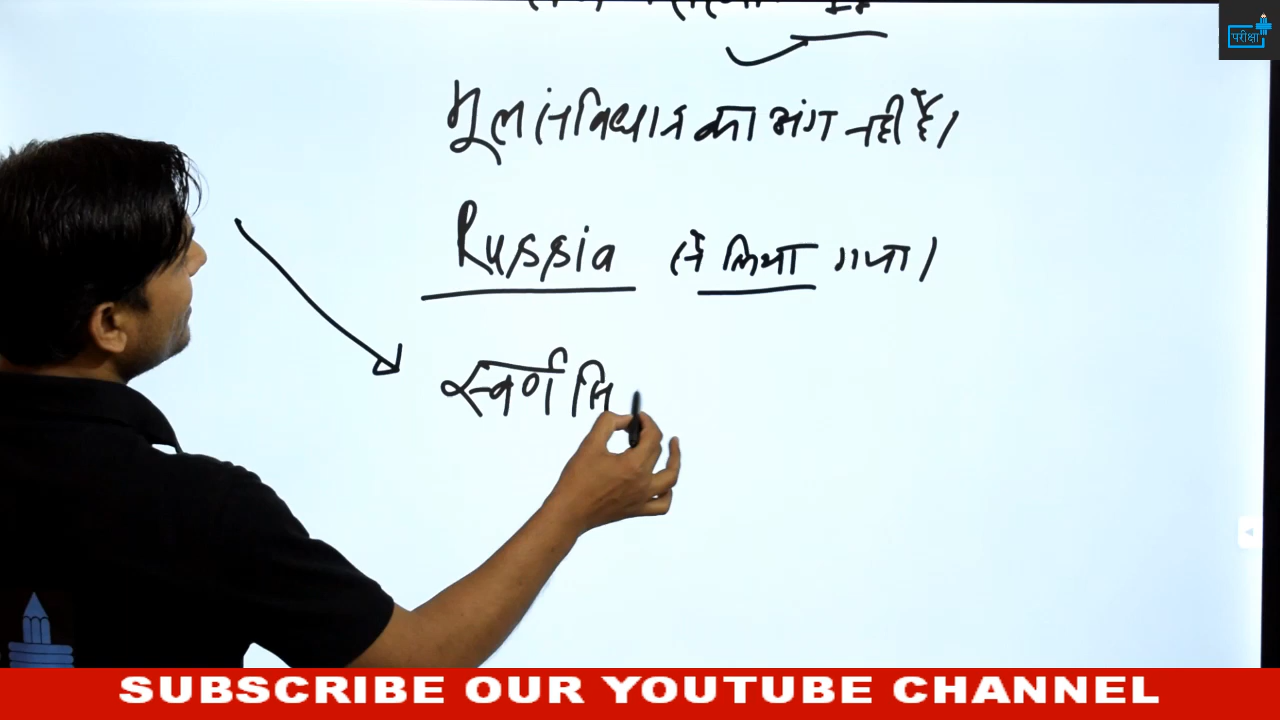 परीक्षा
मूल संविधान का अंग नहीं है।
Russia से लिया गया।
स्वर्ण सि
SUBSCRIBE OUR YOUTUBE CHANNEL